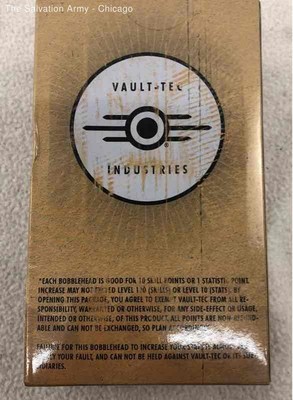 The Salvation Army - Chicago
VAULT-TEC
INDUSTRIES
*EACH BOBBLEHEAD IS GOOD FOR 10 SKILL POINTS OR 1 STATISTIC POINT.
INCREASE MAY NOT EXCEED LEVEL 100 (SKILLS) OR LEVEL 10 (STATS). BY
OPENING THIS PACKAGE, YOU AGREE TO EXEMPT VAULT-TEC FROM ALL RE-
SPONSIBILITY, WARRANTED OR OTHERWISE, FOR ANY SIDE-EFFECT OR USAGE,
INTENDED OR OTHERWISE, OF THIS PRODUCT. ALL POINTS ARE NON-REFUND-
ABLE AND CAN NOT BE EXCHANGED, SO PLAN ACCORDINGLY.
FAILURE FOR THIS BOBBLEHEAD TO INCREASE YOUR STATS ACROSS
YOUR FAULT, AND CAN NOT BE HELD AGAINST VAULT-TEC OR ITS